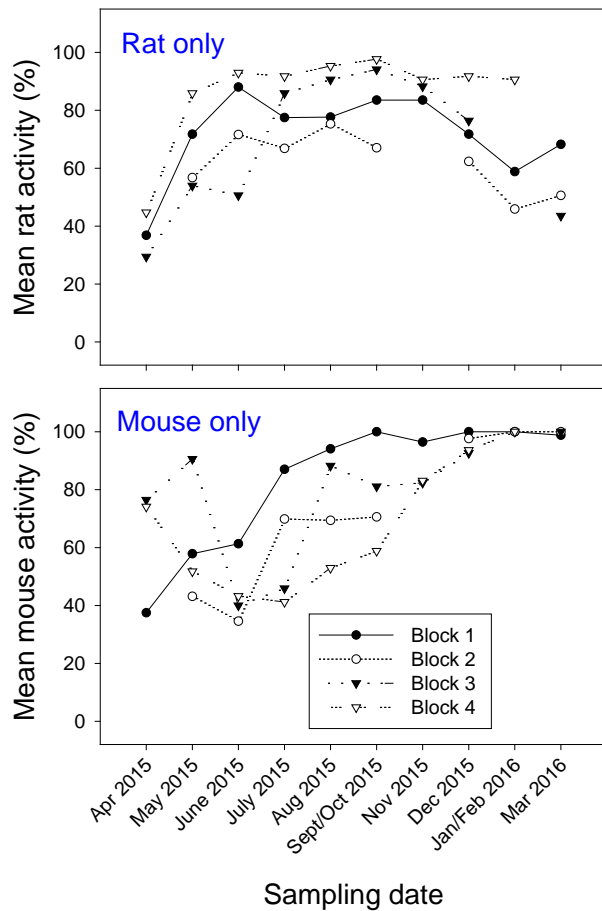 Rat only
Mean rat activity (%)
100
80
60
40
20
0
Mouse only
Mean mouse activity (%)
100
80
60
40
20
0
Block 1
Block 2
Block 3
Block 4
Apr 2015
May 2015
June 2015
July 2015
Aug 2015
Sept/Oct 2015
Nov 2015
Dec 2015
Jan/Feb 2016
Mar 2016
Sampling date